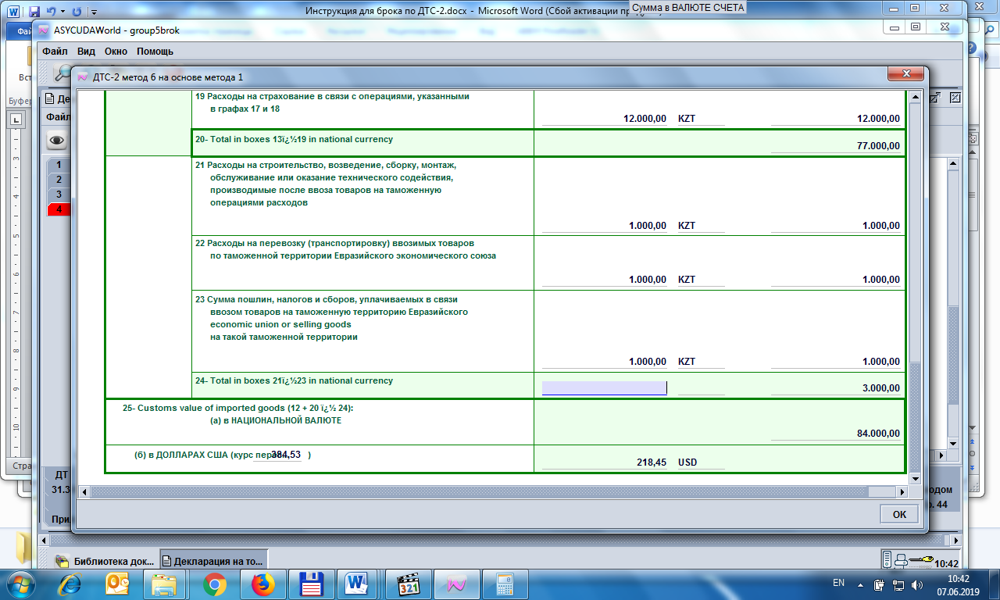 Инструкция для брока по ДТС-2.docx - Microsoft Word (Сбой активации
Сумма в ВАЛЮТЕ СЧЕТА
ASYCUDAWorld - group5brok
Файл Вид Окно Помощь
ДТС-2 метод 6 на основе метода 1
19 Расходы на страхование в связи с операциями, указанными
в графах 17 и 18
12.000,00 KZT 12.000,00
20- Total in boxes 13ï¿½19 in national currency
77.000,00
21 Расходы на строительство, возведение, сборку, монтаж,
обслуживание или оказание технического содействия,
производимые после ввоза товаров на таможенную
операциями расходов
1.000,00 KZT 1.000,00
22 Расходы на перевозку (транспортировку) ввозимых товаров
по таможенной территории Евразийского экономического союза
1.000,00 KZT 1.000,00
23 Сумма пошлин, налогов и сборов, уплачиваемых в связи
ввозом товаров на таможенную территорию Евразийского
economic union or selling goods
на такой таможенной территории
1.000,00 KZT 1.000,00
24- Total in boxes 21ï¿½23 in national currency
3.000,00
25- Customs value of imported goods (12 + 20 ï¿½ 24):
(а) в НАЦИОНАЛЬНОЙ ВАЛЮТЕ
84.000,00
(б) в ДОЛЛАРАХ США (курс 384,53 )
218,45 USD
OK
Фай
Вст
Буфер
Де
Файл
1
2
3
4
Стра
ДТ
31.3
При
одом
. 44
Библиотека док...
Декларация на то...
10:42
321
EN
10:42
07.06.2019